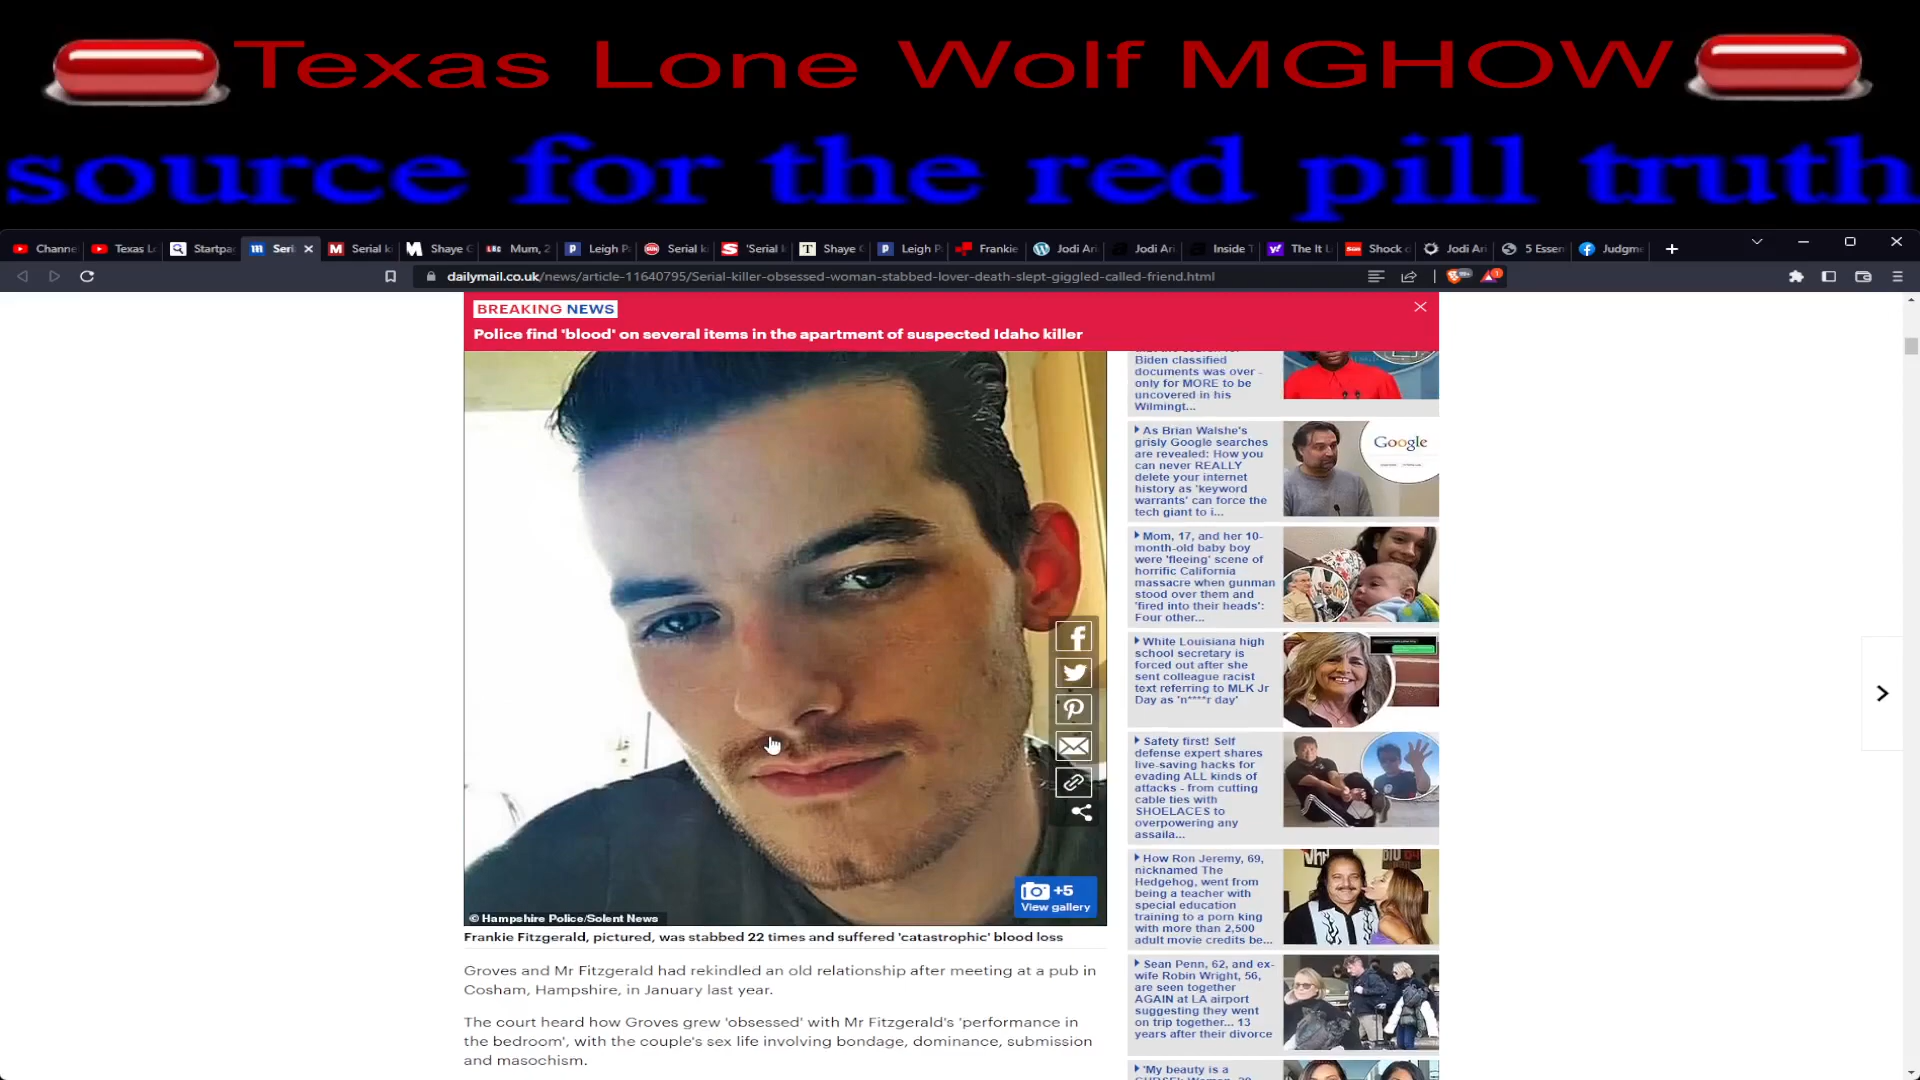 Texas Lone Wolf MGHOW
source for the red pill truth
Channe
Texas Lo
Startpa
Seri
Serial k
Shaye G
Mum, 2
Leigh P
Serial k
'Serial k
Shaye G
Leigh P
Frankie
Jodi Ari
Jodi Ari
Inside T
The It L
Shock o
Jodi Ari
5 Essen
Judgme
dailymail.co.uk/news/article-11640795/Serial-killer-obsessed-woman-stabbed-lover-death-slept-giggled-called-friend.html
BREAKING NEWS
Police find 'blood' on several items in the apartment of suspected Idaho killer
+5
View gallery
© Hampshire Police/Solent News
Frankie Fitzgerald, pictured, was stabbed 22 times and suffered 'catastrophic' blood loss
Groves and Mr Fitzgerald had rekindled an old relationship after meeting at a pub in
Cosham, Hampshire, in January last year.
The court heard how Groves grew 'obsessed' with Mr Fitzgerald's 'performance in
the bedroom', with the couple's sex life involving bondage, dominance, submission
and masochism.
Biden classified
documents was over -
only for MORE to be
uncovered in his
Wilmingt...
As Brian Walshe's
grisly Google searches
are revealed: How you
can never REALLY
delete your internet
history as 'keyword
warrants' can force the
tech giant to i...
Google
Mom, 17, and her 10-
month-old baby boy
were 'fleeing' scene of
horrific California
massacre when gunman
stood over them and
'fired into their heads':
Four other...
White Louisiana high
school secretary is
forced out after she
sent colleague racist
text referring to MLK Jr
Day as 'n****r day'
Safety first! Self
defense expert shares
live-saving hacks for
evading ALL kinds of
attacks - from cutting
cable ties with
SHOELACES to
overpowering any
assaila...
How Ron Jeremy, 69,
nicknamed The
Hedgehog, went from
being a teacher with
special education
training to a porn king
with more than 2,500
adult movie credits be...
Sean Penn, 62, and ex-
wife Robin Wright, 56,
are seen together
AGAIN at LA airport
suggesting they went
on trip together... 13
years after their divorce
'My beauty is a